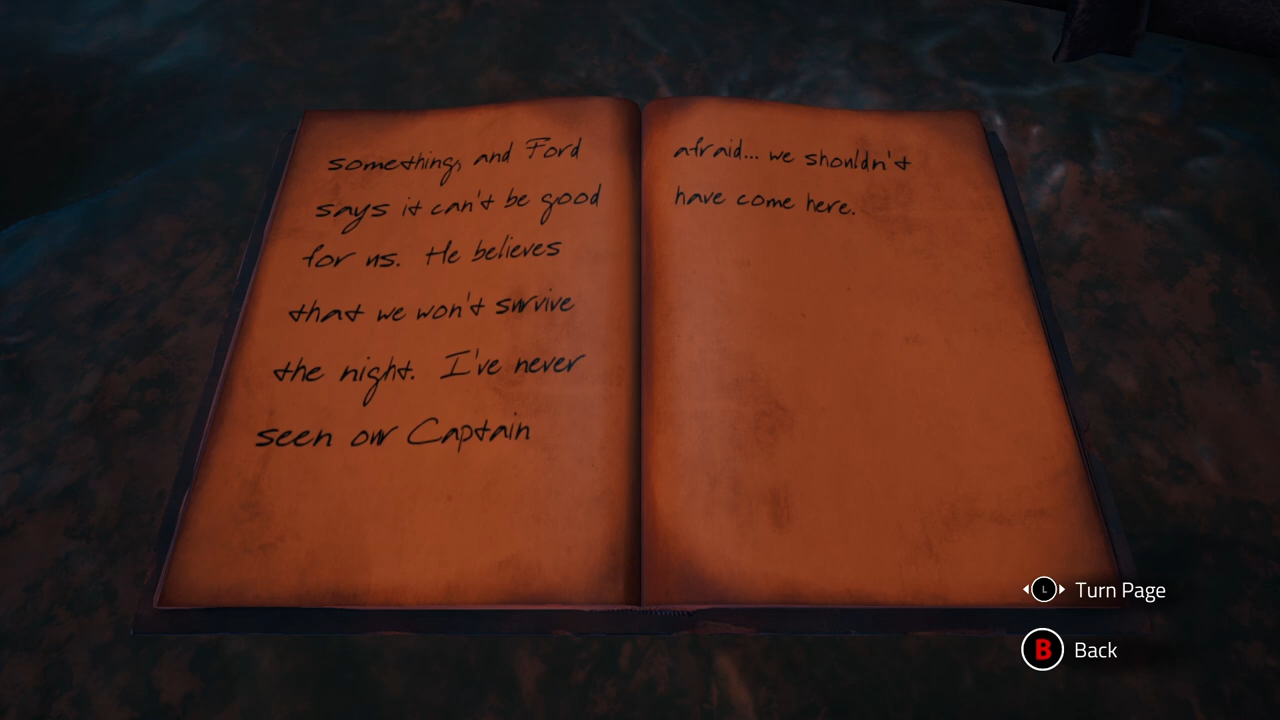 something, and Ford
says it can't be good
for us. He believes
that we won't survive
the night. I've never
seen our Captain
afraid... we shouldn't
have come here.
L Turn Page
B Back